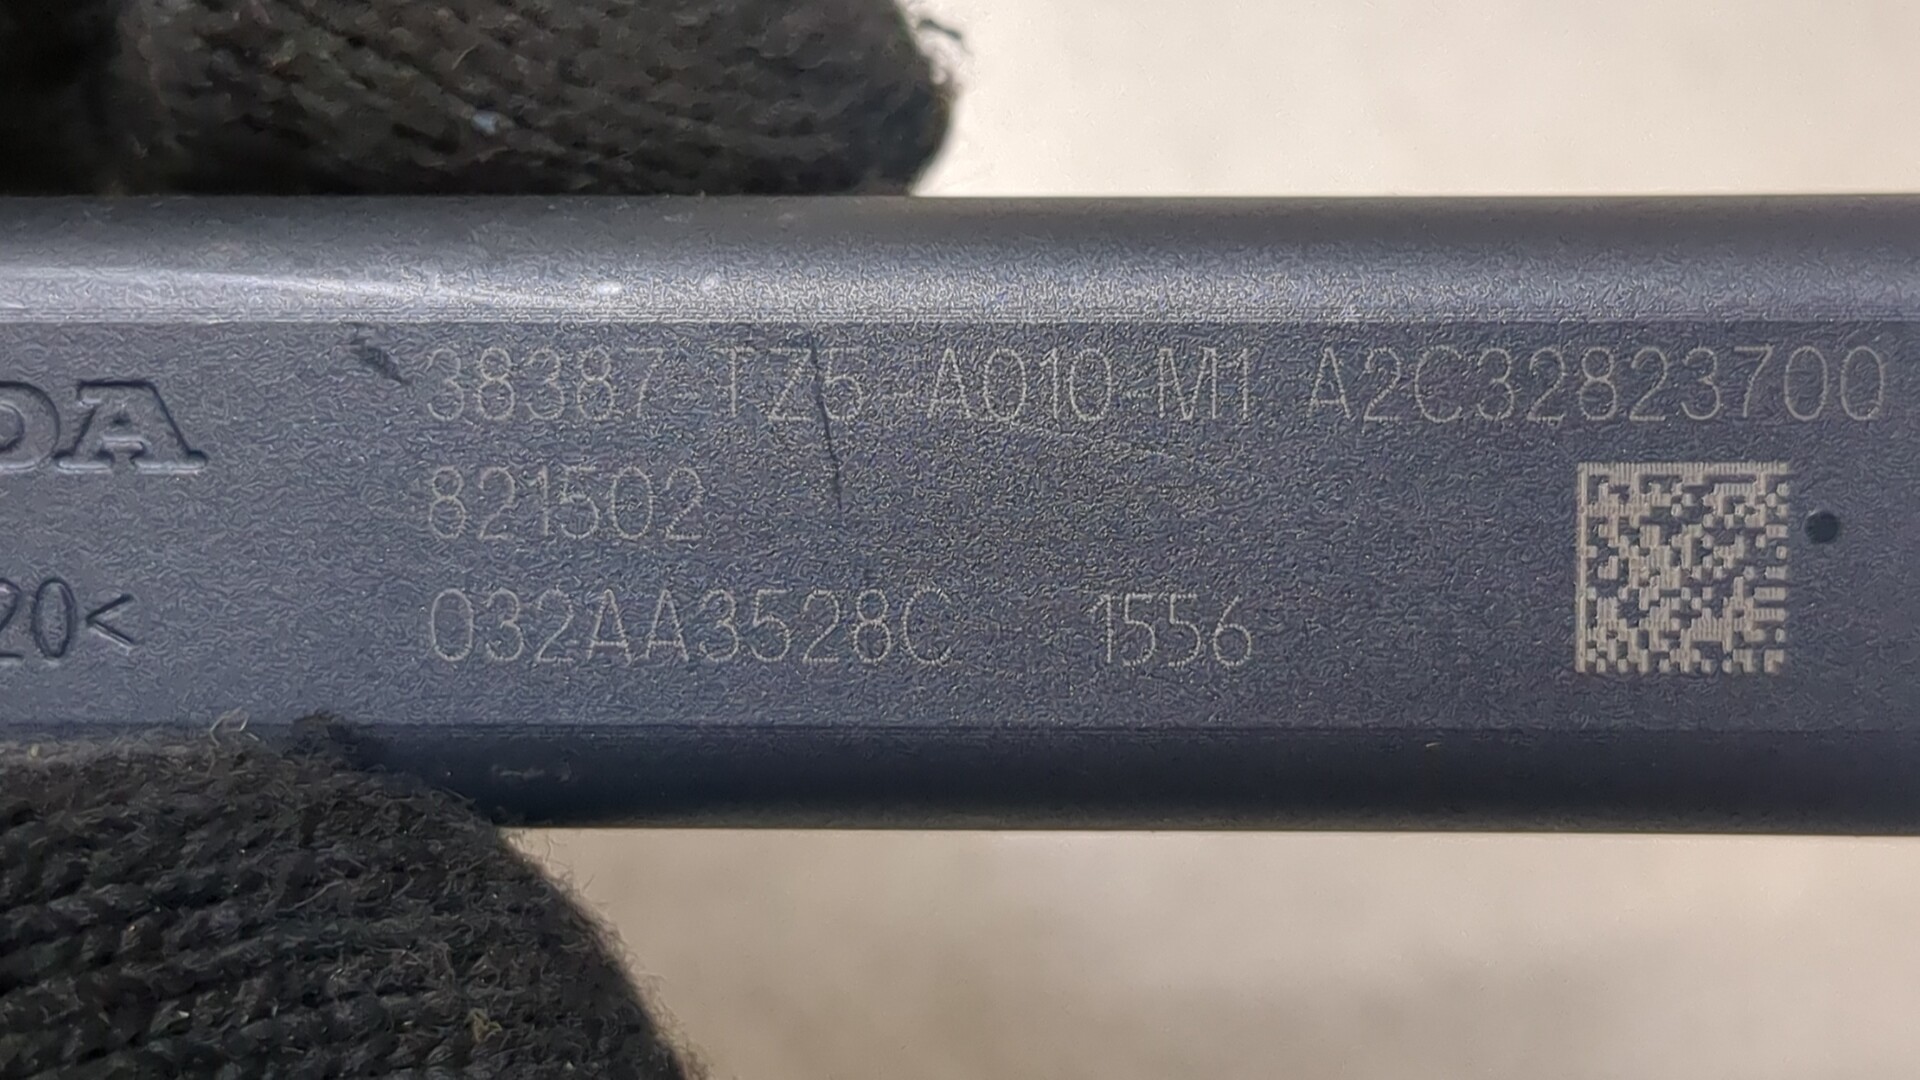 DA
38387-TZ5-A010-M1 A2C32823700
821502
20<
032AA3528C 1556